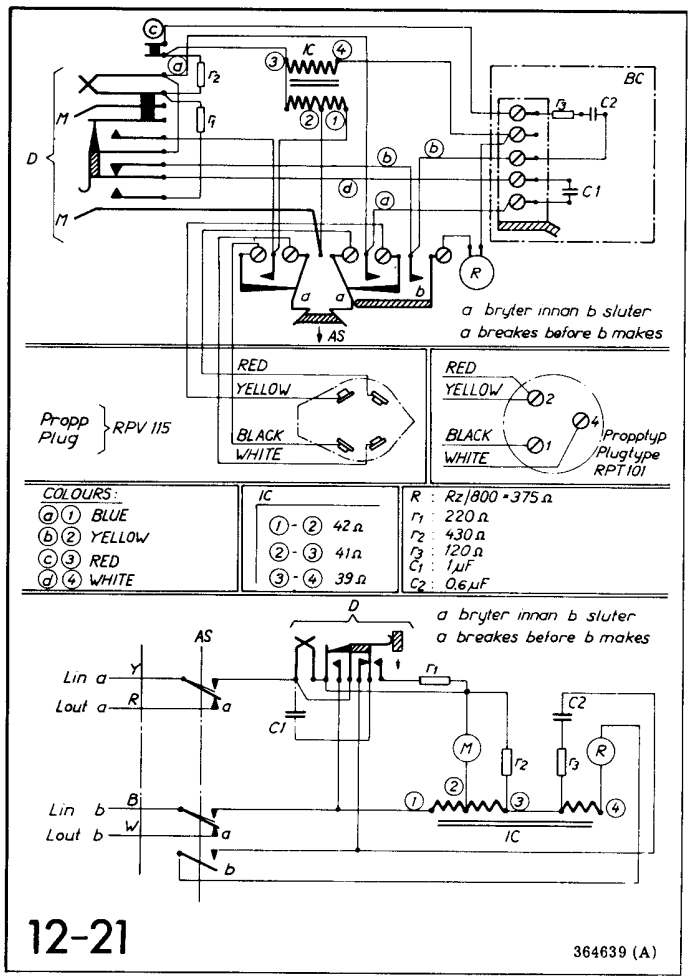 c
IC
3
4
BC
d
r2
r3
C2
M
r1
2
1
D
b
b
d
C1
a
M
a
a
b
R
AS
a bryter innan b sluter
a breakes before b makes
RED
YELLOW
BLACK
WHITE
Propp
Plug
RPV 115
RED
YELLOW
2
4
BLACK
1
WHITE
Propptyp
Plugtype
RPT 101
COLOURS:
a 1 BLUE
b 2 YELLOW
c 3 RED
d 4 WHITE
IC
1 - 2 42 Ω
2 - 3 41 Ω
3 - 4 39 Ω
R : Rz/800 = 375 Ω
r1 : 220 Ω
r2 : 430 Ω
r3 : 120 Ω
C1 : 1 µF
C2 : 0.6 µF
D
a bryter innan b sluter
a breakes before b makes
AS
Lin a Y
Lout a R
a
r1
C1
C2
M
r2
r3
R
Lin b B
Lout b W
a
b
1
2
3
4
IC
12-21
364639 (A)